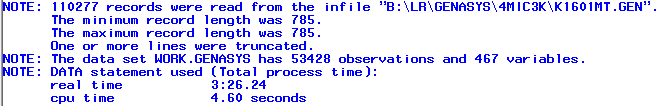 NOTE: 110277 records were read from the infile "B:\LR\GENASYS\4MIC3K\K1601MT.GEN".
The minimum record length was 785.
The maximum record length was 785.
One or more lines were truncated.
NOTE: The data set WORK.GENASYS has 53428 observations and 467 variables.
NOTE: DATA statement used (Total process time):
real time 3:26.24
cpu time 4.60 seconds